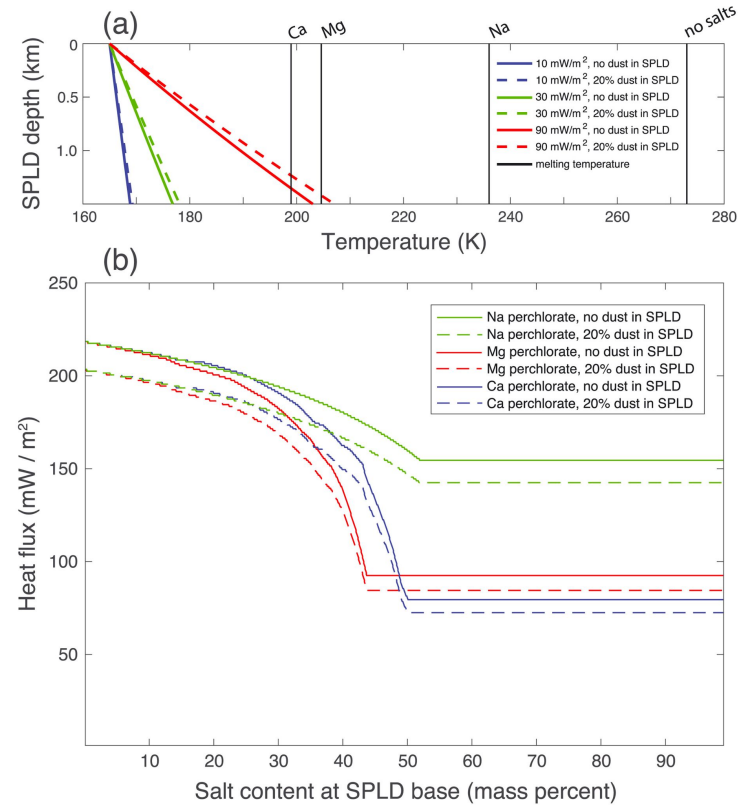 (a)
Ca
Mg
Na
no salts
0
0.5
1.0
SPLD depth (km)
10 mW/m², no dust in SPLD
10 mW/m², 20% dust in SPLD
30 mW/m², no dust in SPLD
30 mW/m², 20% dust in SPLD
90 mW/m², no dust in SPLD
90 mW/m², 20% dust in SPLD
melting temperature
160 180 200 220 240 260 280
Temperature (K)
(b)
250
200
150
100
50
Heat flux (mW / m²)
Na perchlorate, no dust in SPLD
Na perchlorate, 20% dust in SPLD
Mg perchlorate, no dust in SPLD
Mg perchlorate, 20% dust in SPLD
Ca perchlorate, no dust in SPLD
Ca perchlorate, 20% dust in SPLD
10 20 30 40 50 60 70 80 90
Salt content at SPLD base (mass percent)